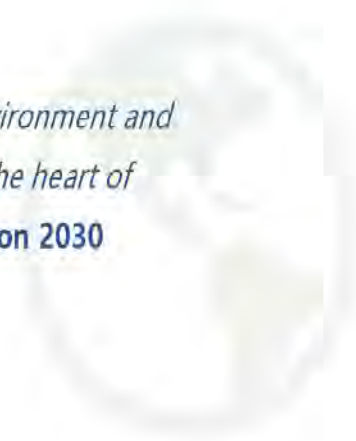 ironment and
he heart of
on 2030